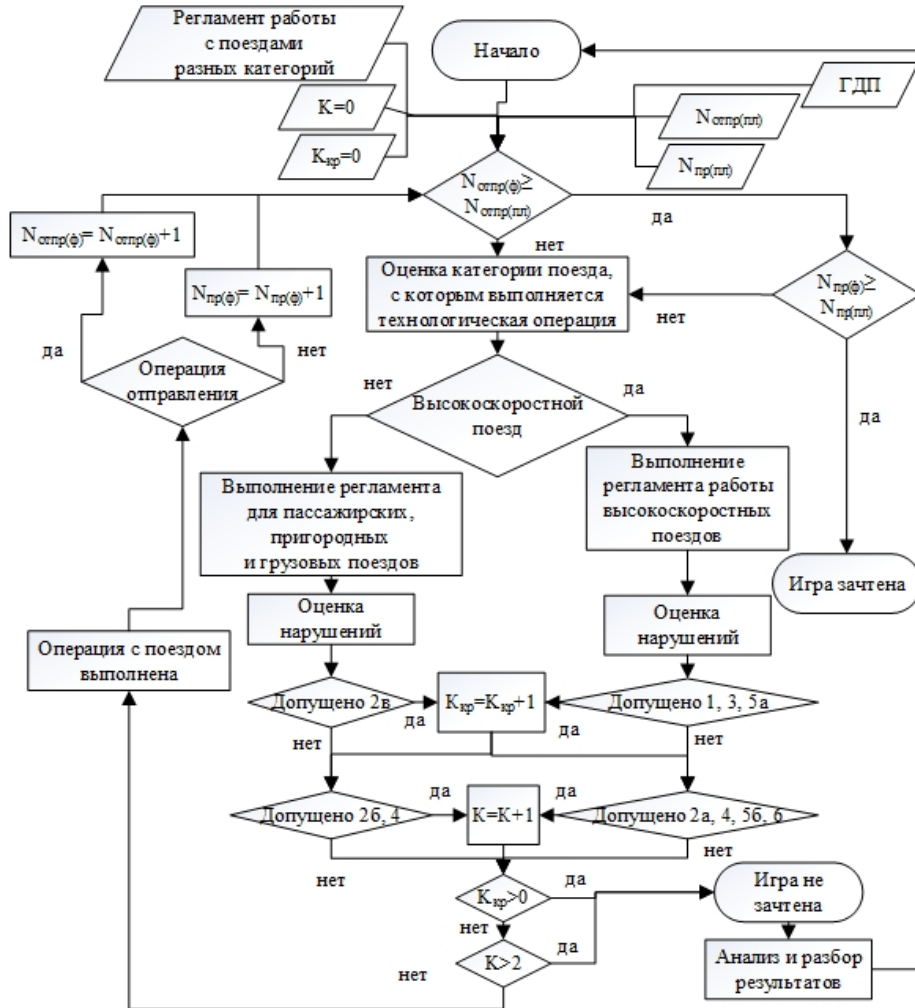 Регламент работы
с поездами
разных категорий
Начало
ГДП
K=0
Nотпр(пл)
Kкр=0
Nпр(пл)
Nотпр(ф)≥
Nотпр(пл)
да
нет
Nотпр(ф)= Nотпр(ф)+1
Nпр(ф)= Nпр(ф)+1
Оценка категории поезда,
с которым выполняется
технологическая операция
Nпр(ф)≥
Nпр(пл)
нет
да
да
нет
Операция
отправления
Высокоскоростной
поезд
нет
да
Выполнение регламента
для пассажирских,
пригородных
и грузовых поездов
Выполнение
регламента работы
высокоскоростных
поездов
Игра зачтена
Оценка
нарушений
Оценка
нарушений
Операция с поездом
выполнена
Допущено 2в
да
нет
Kкр=Kкр+1
Допущено 1, 3, 5а
да
нет
Допущено 2б, 4
да
нет
K=K+1
Допущено 2а, 4, 5б, 6
да
нет
Kкр>0
да
нет
Игра не
зачтена
K>2
да
нет
Анализ и разбор
результатов